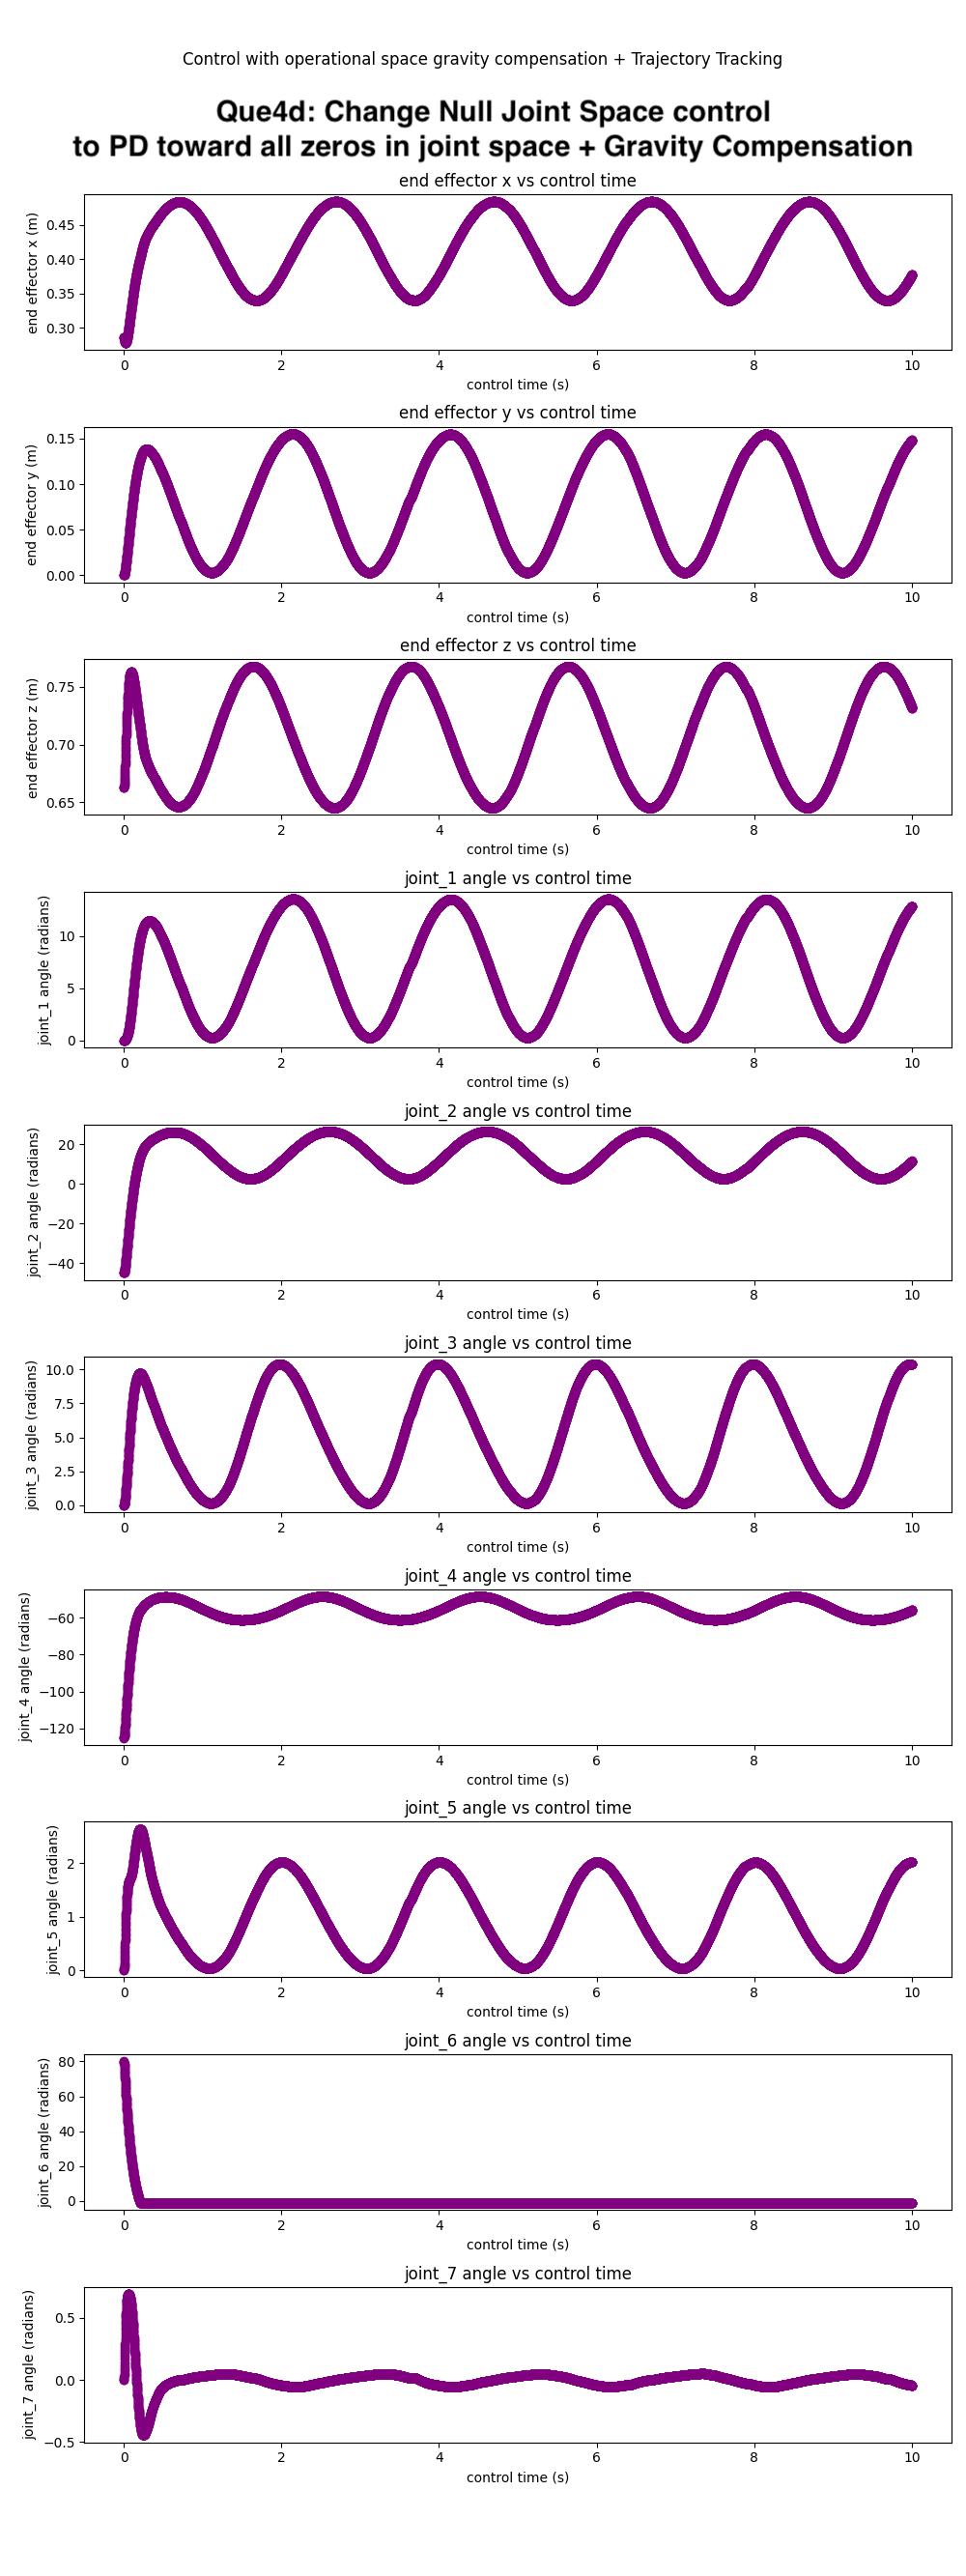 Control with operational space gravity compensation + Trajectory Tracking
Que4d: Change Null Joint Space control
to PD toward all zeros in joint space + Gravity Compensation
end effector x vs control time
end effector x (m)
0.45
0.40
0.35
0.30
0 2 4 6 8 10
control time (s)
end effector y vs control time
end effector y (m)
0.15
0.10
0.05
0.00
0 2 4 6 8 10
control time (s)
end effector z vs control time
end effector z (m)
0.75
0.70
0.65
0 2 4 6 8 10
control time (s)
joint_1 angle vs control time
joint_1 angle (radians)
10
5
0
0 2 4 6 8 10
control time (s)
joint_2 angle vs control time
joint_2 angle (radians)
20
0
−20
−40
0 2 4 6 8 10
control time (s)
joint_3 angle vs control time
joint_3 angle (radians)
10.0
7.5
5.0
2.5
0.0
0 2 4 6 8 10
control time (s)
joint_4 angle vs control time
joint_4 angle (radians)
−60
−80
−100
−120
0 2 4 6 8 10
control time (s)
joint_5 angle vs control time
joint_5 angle (radians)
2
1
0
0 2 4 6 8 10
control time (s)
joint_6 angle vs control time
joint_6 angle (radians)
80
60
40
20
0
0 2 4 6 8 10
control time (s)
joint_7 angle vs control time
joint_7 angle (radians)
0.5
0.0
−0.5
0 2 4 6 8 10
control time (s)